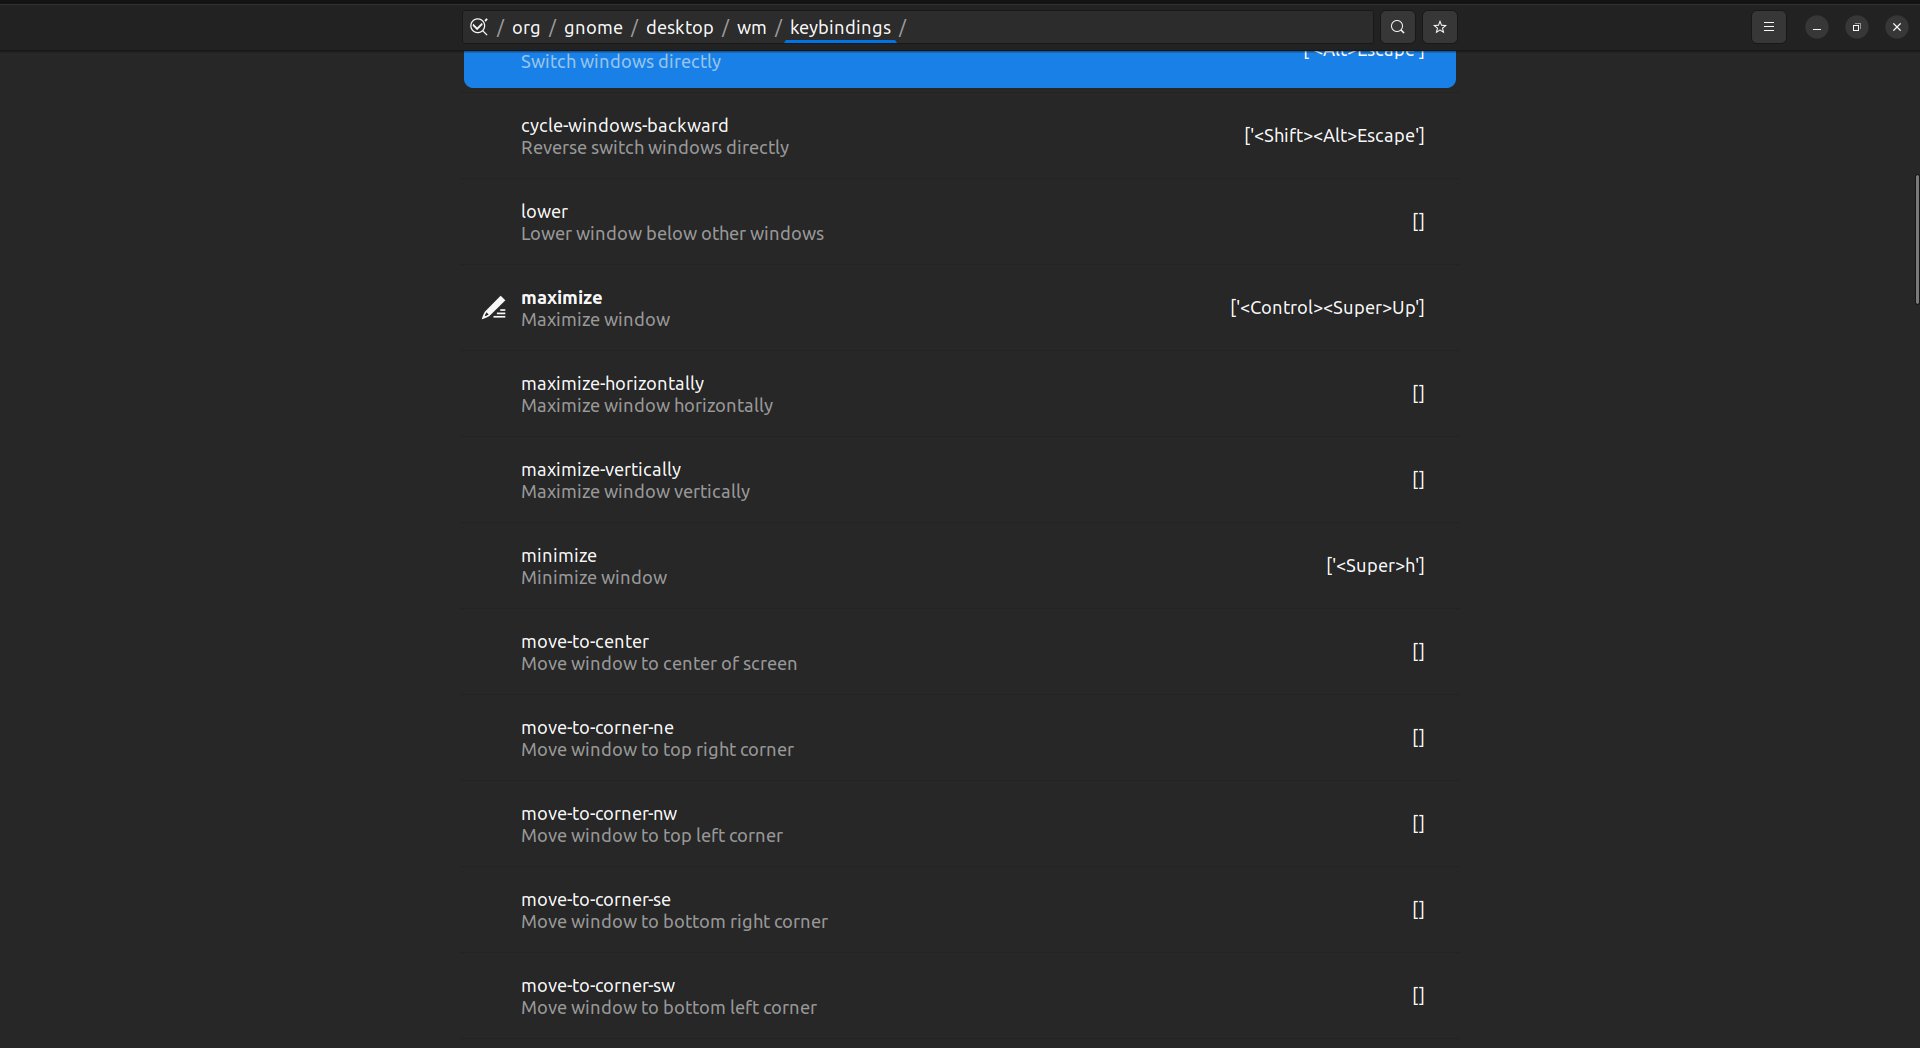 / org / gnome / desktop / wm / keybindings /
Switch windows directly
['<Alt>Escape']
cycle-windows-backward
Reverse switch windows directly
['<Shift><Alt>Escape']
lower
Lower window below other windows
[]
maximize
Maximize window
['<Control><Super>Up']
maximize-horizontally
Maximize window horizontally
[]
maximize-vertically
Maximize window vertically
[]
minimize
Minimize window
['<Super>h']
move-to-center
Move window to center of screen
[]
move-to-corner-ne
Move window to top right corner
[]
move-to-corner-nw
Move window to top left corner
[]
move-to-corner-se
Move window to bottom right corner
[]
move-to-corner-sw
Move window to bottom left corner
[]